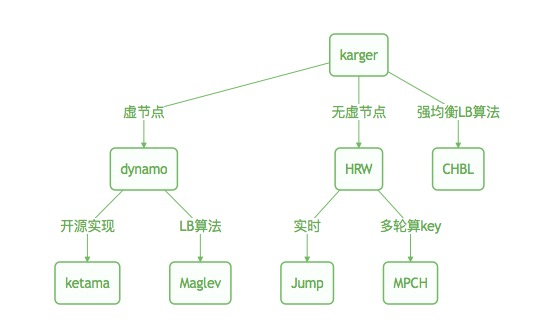 karger
虚节点
无虚节点
强均衡LB算法
dynamo
HRW
CHBL
开源实现
LB算法
实时
多轮算key
ketama
Maglev
Jump
MPCH